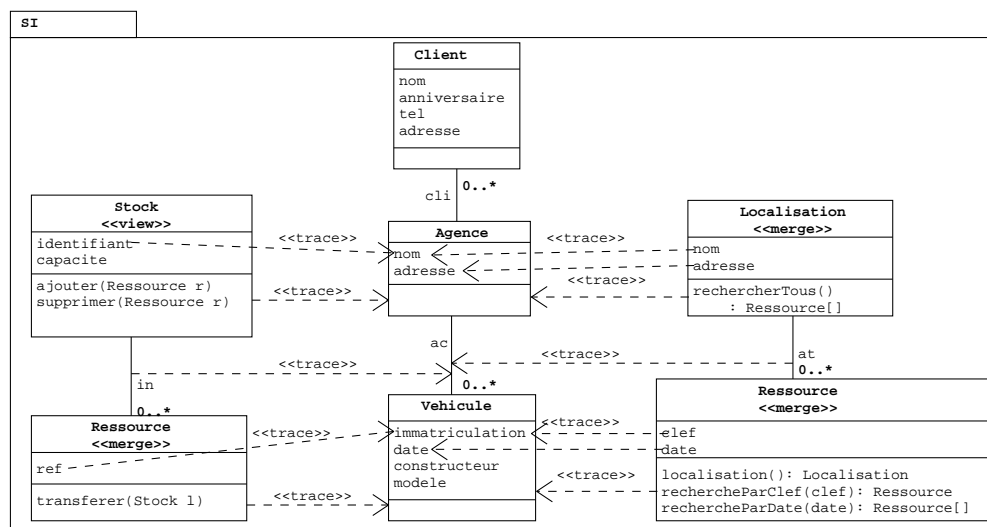 SI
Client
nom
anniversaire
tel
adresse
cli
0..*
Stock
<<view>>
identifiant
capacite
ajouter(Ressource r)
supprimer(Ressource r)
<<trace>>
<<trace>>
Agence
nom
adresse
<<trace>>
<<trace>>
Localisation
<<merge>>
nom
adresse
rechercherTous()
: Ressource[]
in
0..*
<<trace>>
ac
0..*
<<trace>>
at
0..*
Ressource
<<merge>>
ref
transferer(Stock l)
<<trace>>
<<trace>>
Vehicule
immatriculation
date
constructeur
modele
<<trace>>
<<trace>>
Ressource
<<merge>>
clef
date
localisation(): Localisation
rechercheParClef(clef): Ressource
rechercheParDate(date): Ressource[]